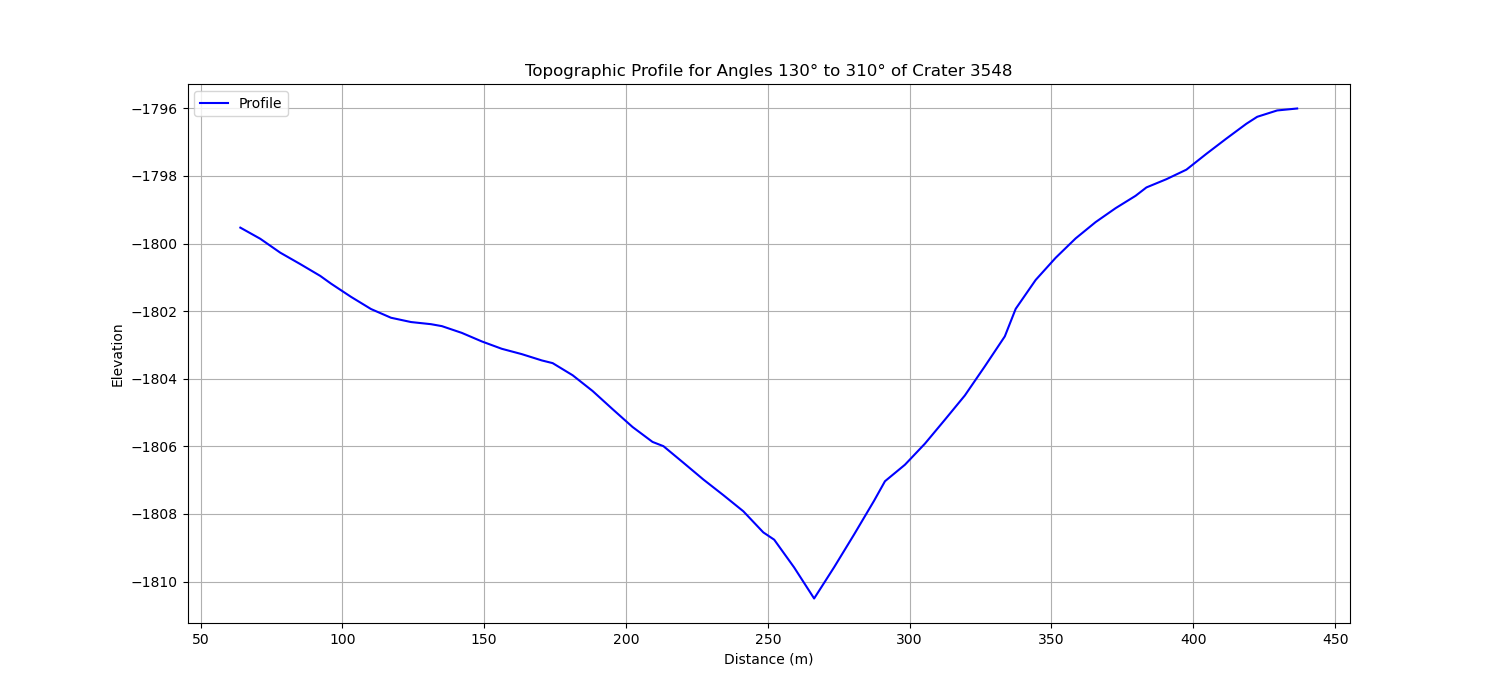 Topographic Profile for Angles 130° to 310° of Crater 3548
Profile
−1796
−1798
−1800
−1802
−1804
−1806
−1808
−1810
Elevation
50 100 150 200 250 300 350 400 450
Distance (m)